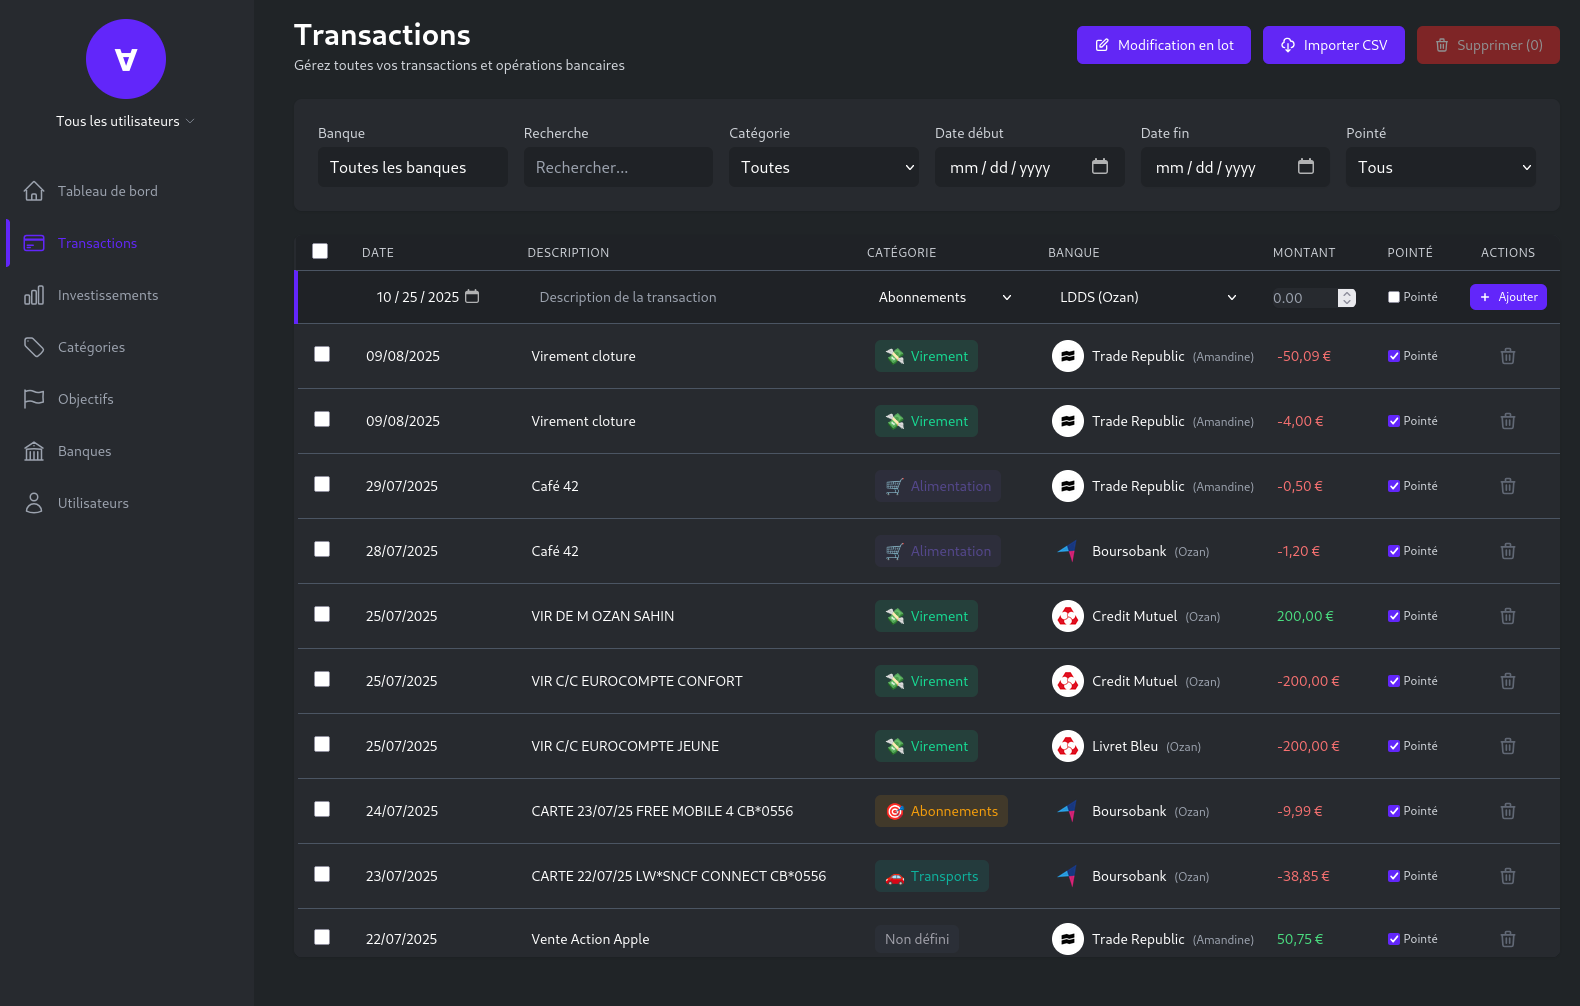 ∀
Tous les utilisateurs
Tableau de bord
Transactions
Investissements
Catégories
Objectifs
Banques
Utilisateurs
Transactions
Gérez toutes vos transactions et opérations bancaires
Modification en lot
Importer CSV
Supprimer (0)
Banque Recherche Catégorie Date début Date fin Pointé
Toutes les banques Rechercher... Toutes mm / dd / yyyy mm / dd / yyyy Tous
DATE DESCRIPTION CATÉGORIE BANQUE MONTANT POINTÉ ACTIONS
10 / 25 / 2025 Description de la transaction Abonnements LDDS (Ozan) 0.00 Pointé + Ajouter
09/08/2025 Virement cloture Virement Trade Republic (Amandine) -50,09 € Pointé
09/08/2025 Virement cloture Virement Trade Republic (Amandine) -4,00 € Pointé
29/07/2025 Café 42 Alimentation Trade Republic (Amandine) -0,50 € Pointé
28/07/2025 Café 42 Alimentation Boursobank (Ozan) -1,20 € Pointé
25/07/2025 VIR DE M OZAN SAHIN Virement Credit Mutuel (Ozan) 200,00 € Pointé
25/07/2025 VIR C/C EUROCOMPTE CONFORT Virement Credit Mutuel (Ozan) -200,00 € Pointé
25/07/2025 VIR C/C EUROCOMPTE JEUNE Virement Livret Bleu (Ozan) -200,00 € Pointé
24/07/2025 CARTE 23/07/25 FREE MOBILE 4 CB*0556 Abonnements Boursobank (Ozan) -9,99 € Pointé
23/07/2025 CARTE 22/07/25 LW*SNCF CONNECT CB*0556 Transports Boursobank (Ozan) -38,85 € Pointé
22/07/2025 Vente Action Apple Non défini Trade Republic (Amandine) 50,75 € Pointé